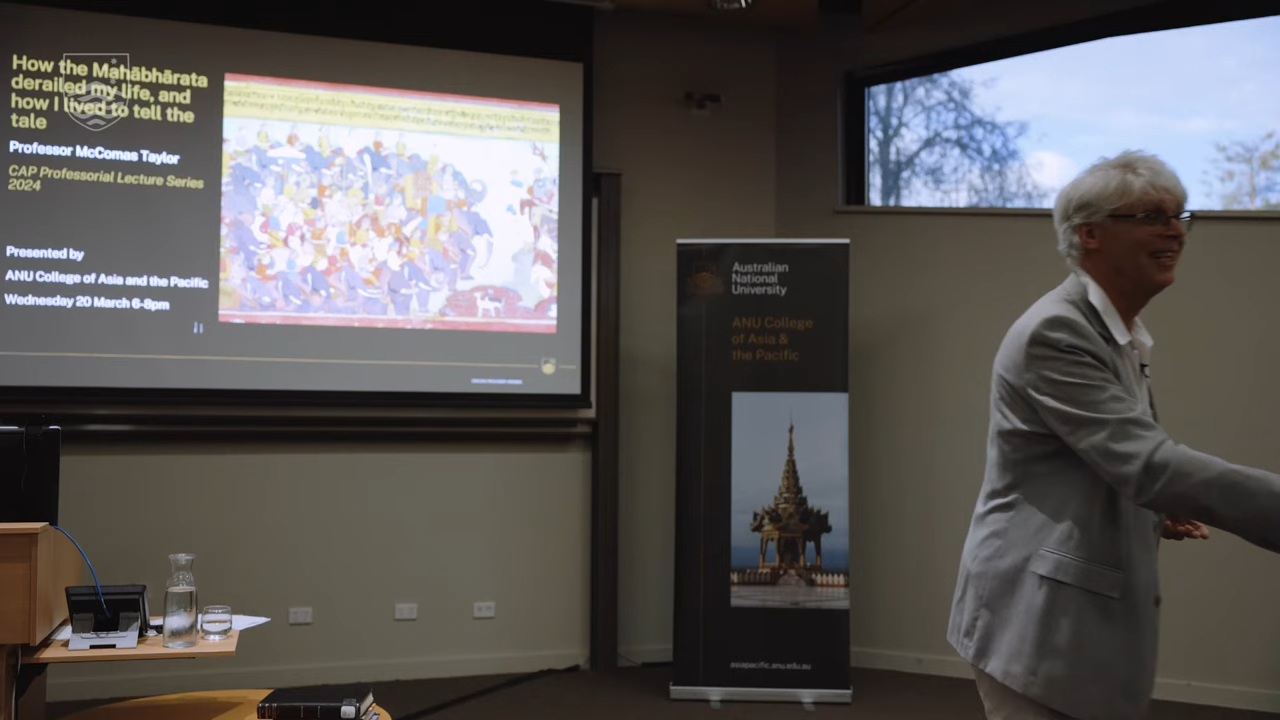 How the Mahābhārata
derailed my life, and
how I lived to tell the
tale
Professor McComas Taylor
CAP Professorial Lecture Series
2024
Presented by
ANU College of Asia and the Pacific
Wednesday 20 March 6-8pm
Australian
National
University
ANU College
of Asia &
the Pacific
asiapacific.anu.edu.au